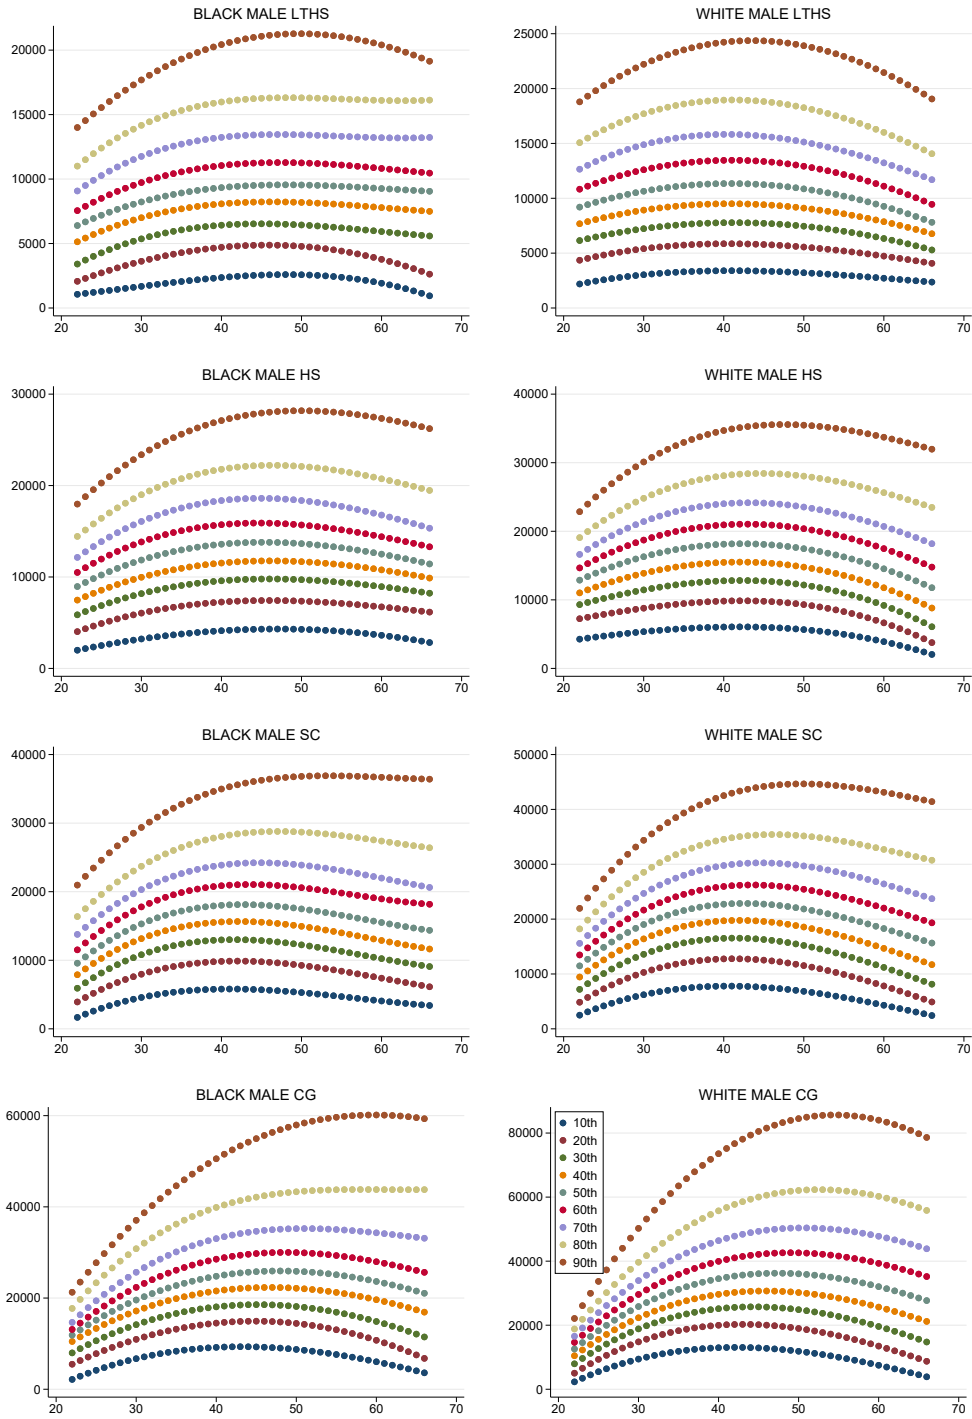 BLACK MALE LTHS
20000
15000
10000
5000
0
20 30 40 50 60 70
WHITE MALE LTHS
25000
20000
15000
10000
5000
0
20 30 40 50 60 70
BLACK MALE HS
30000
20000
10000
0
20 30 40 50 60 70
WHITE MALE HS
40000
30000
20000
10000
0
20 30 40 50 60 70
BLACK MALE SC
40000
30000
20000
10000
0
20 30 40 50 60 70
WHITE MALE SC
50000
40000
30000
20000
10000
0
20 30 40 50 60 70
BLACK MALE CG
60000
40000
20000
0
20 30 40 50 60 70
WHITE MALE CG
80000
60000
40000
20000
0
20 30 40 50 60 70
10th
20th
30th
40th
50th
60th
70th
80th
90th